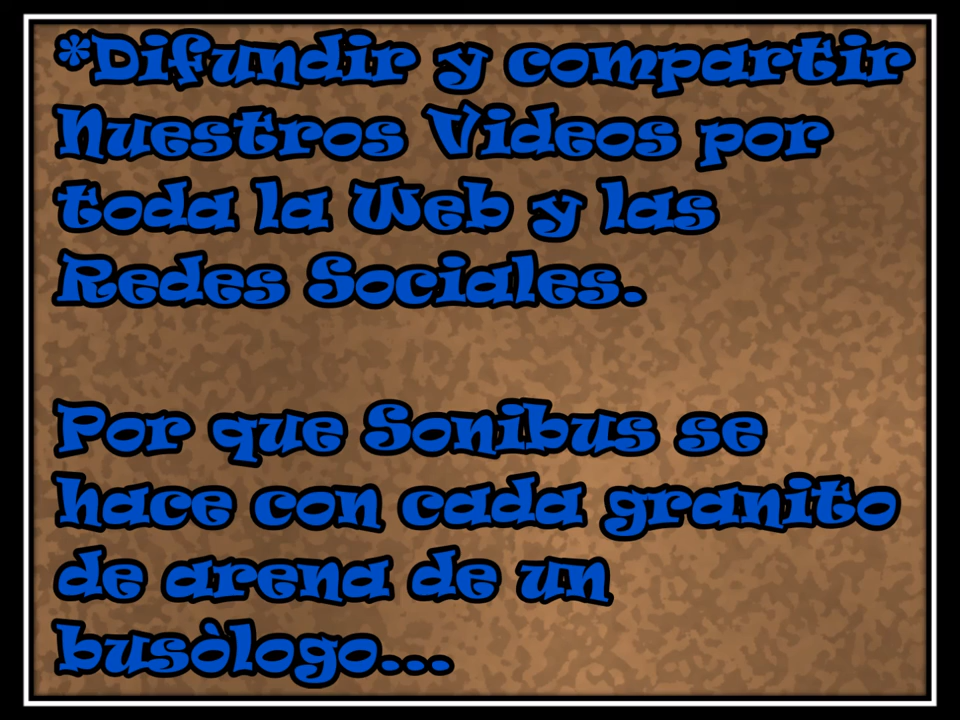 *Difundir y compartir
Nuestros Videos por
toda la Web y las
Redes Sociales.
Por que Sonibus se
hace con cada granito
de arena de un
busòlogo...